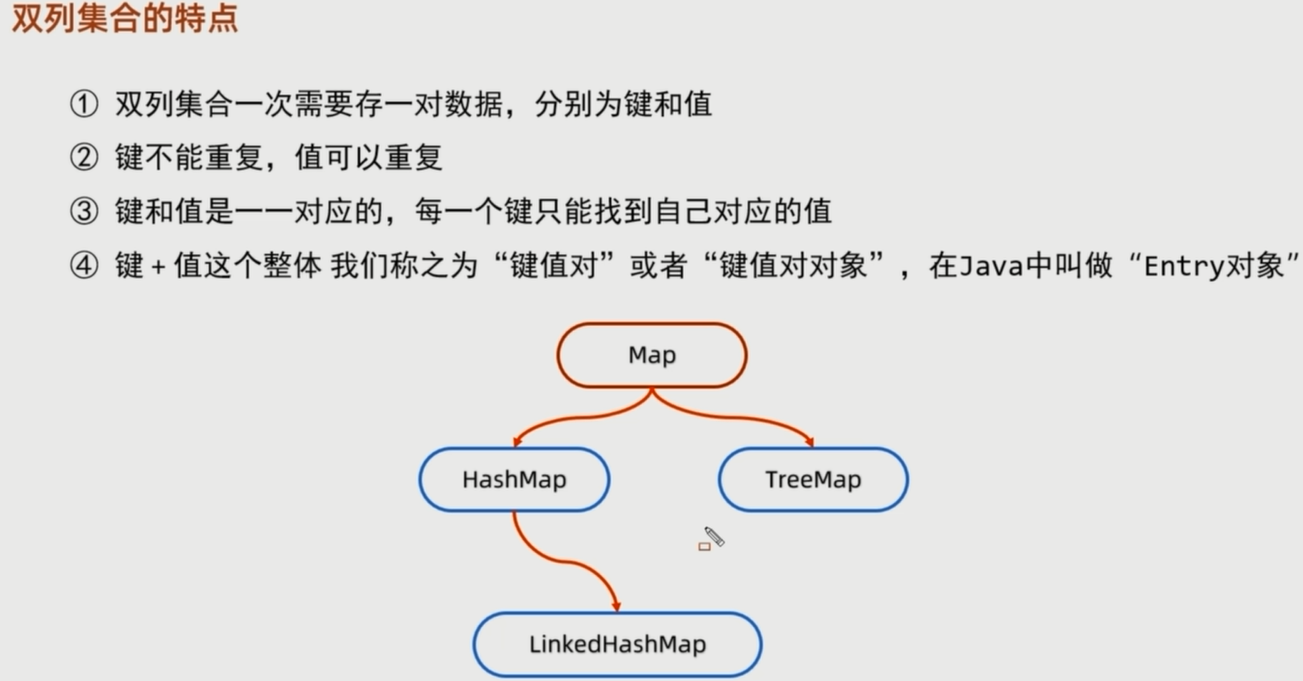 双列集合的特点
① 双列集合一次需要存一对数据，分别为键和值
② 键不能重复，值可以重复
③ 键和值是一一对应的，每一个键只能找到自己对应的值
④ 键 + 值这个整体 我们称之为“键值对”或者“键值对对象”，在Java中叫做“Entry对象”
Map
HashMap
TreeMap
LinkedHashMap